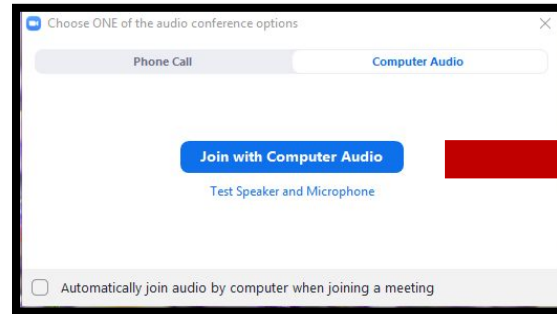 Choose ONE of the audio conference options
Phone Call Computer Audio
Join with Computer Audio
Test Speaker and Microphone
Automatically join audio by computer when joining a meeting